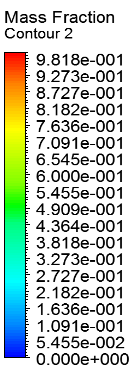 Mass Fraction
Contour 2
9.818e-001
9.273e-001
8.727e-001
8.182e-001
7.636e-001
7.091e-001
6.545e-001
6.000e-001
5.455e-001
4.909e-001
4.364e-001
3.818e-001
3.273e-001
2.727e-001
2.182e-001
1.636e-001
1.091e-001
5.455e-002
0.000e+000